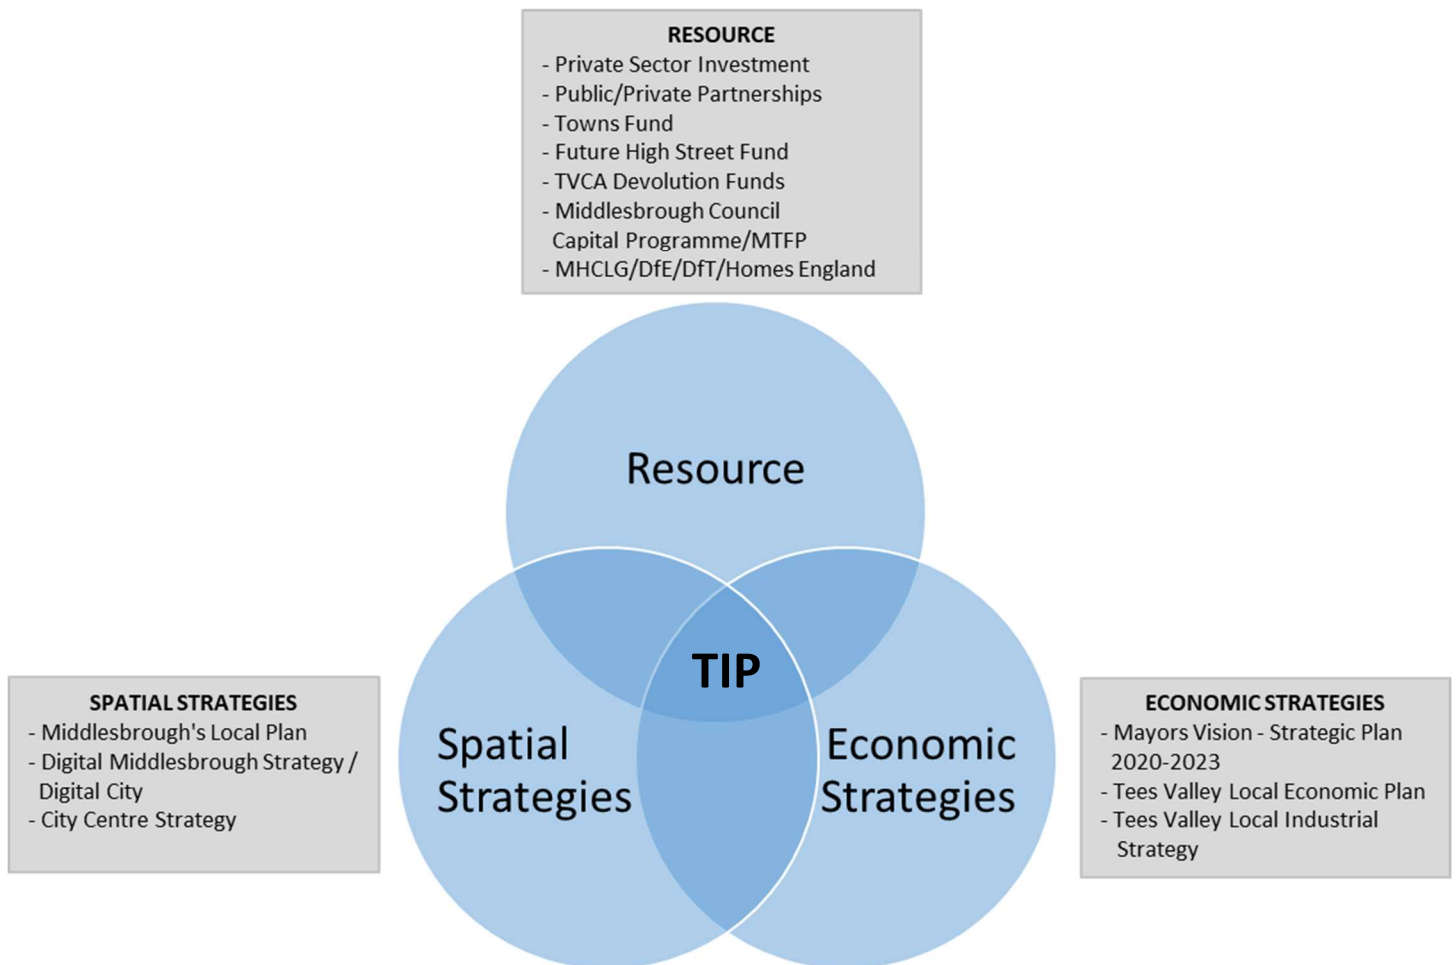 RESOURCE
- Private Sector Investment
- Public/Private Partnerships
- Towns Fund
- Future High Street Fund
- TVCA Devolution Funds
- Middlesbrough Council
Capital Programme/MTFP
- MHCLG/DfE/DfT/Homes England
Resource
TIP
Spatial
Strategies
Economic
Strategies
SPATIAL STRATEGIES
- Middlesbrough's Local Plan
- Digital Middlesbrough Strategy /
Digital City
- City Centre Strategy
ECONOMIC STRATEGIES
- Mayors Vision - Strategic Plan
2020-2023
- Tees Valley Local Economic Plan
- Tees Valley Local Industrial
Strategy